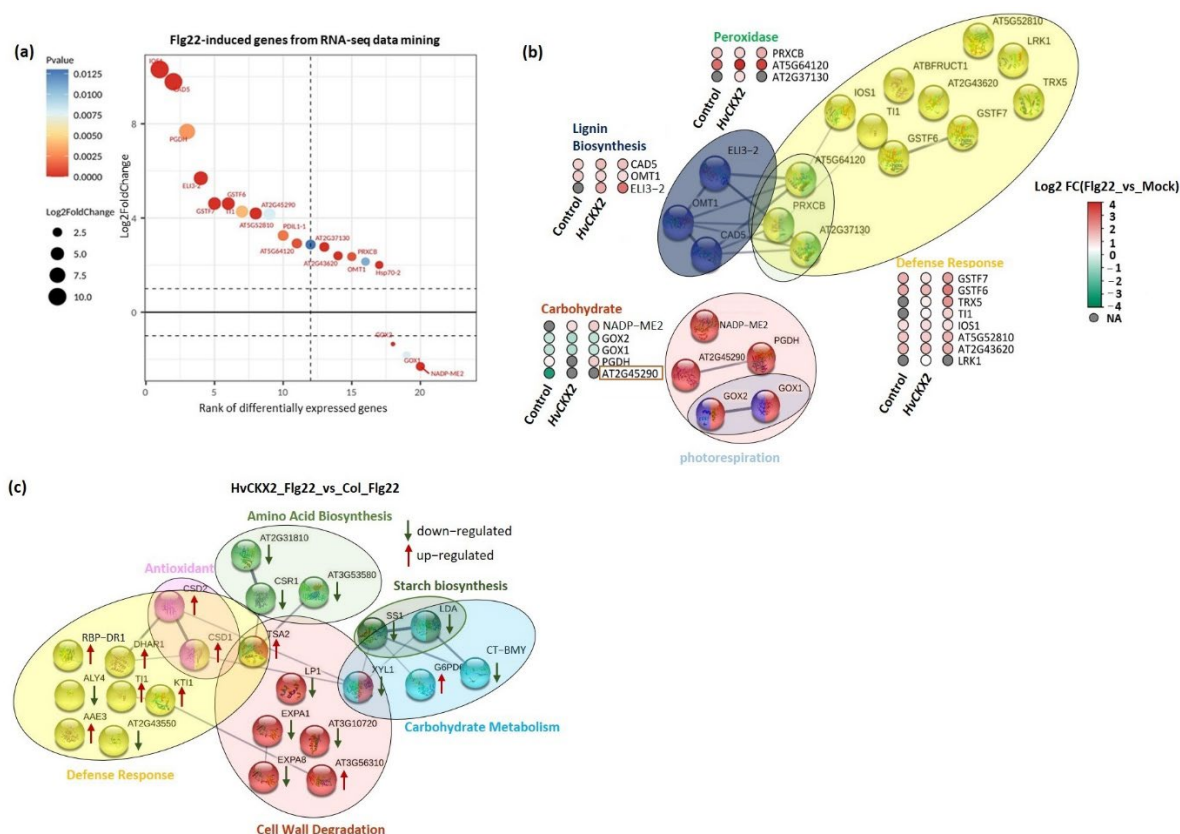 (a)
Flg22-induced genes from RNA-seq data mining
Pvalue
0.0125
0.0100
0.0075
0.0050
0.0025
0.0000
Log2FoldChange
2.5
5.0
7.5
10.0
Log2FoldChange
8
4
0
CAD5
PGDH
ELI3-2
GSTF7
GSTF6
TI1
AT2G45290
AT5G52810
PDIL1-1
AT5G64120
AT2G37130
AT2G43620
PRXCB
OMT1
Hsp70-2
GOX2
GOX1
NADP-ME2
0
5
10
15
20
Rank of differentially expressed genes
(b)
Peroxidase
PRXCB
AT5G64120
AT2G37130
Control
HvCKX2
Lignin
Biosynthesis
CAD5
OMT1
ELI3-2
Control
HvCKX2
AT5G52810
LRK1
ATBFRUCT1
TRX5
IOS1
AT2G43620
TI1
GSTF7
GSTF6
ELI3-2
AT5G64120
OMT1
PRXCB
CAD5
AT2G37130
Log2 FC(Flg22_vs_Mock)
4
3
2
1
0
−1
−2
−3
−4
NA
Defense Response
GSTF7
GSTF6
TRX5
TI1
IOS1
AT5G52810
AT2G43620
LRK1
Control
HvCKX2
Carbohydrate
NADP-ME2
GOX2
GOX1
PGDH
AT2G45290
Control
HvCKX2
NADP-ME2
AT2G45290
PGDH
GOX2
GOX1
photorespiration
(c)
HvCKX2_Flg22_vs_Col_Flg22
Amino Acid Biosynthesis
down-regulated
up-regulated
AT2G31810
CSR1
AT3G53580
Antioxidant
CSD2
CSD1
Starch biosynthesis
SS1
LDA
RBP-DR1
DHAR1
TSA2
CT-BMY
ALY4
TI1
KTI1
LP1
XYL1
AAE3
AT2G43550
EXPA1
AT3G10720
Carbohydrate Metabolism
EXPA8
AT3G56310
Defense Response
Cell Wall Degradation